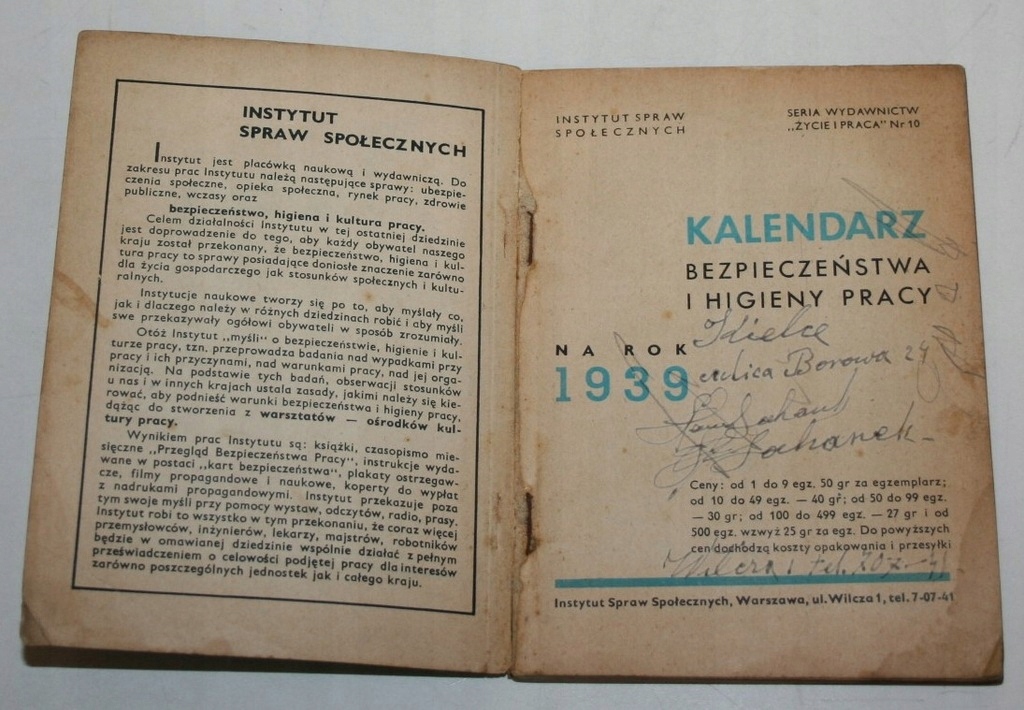 INSTYTUT
SPRAW SPOŁECZNYCH
Instytut jest placówką naukową i wydawniczą. Do
zakresu prac Instytutu należą następujące sprawy: ubezpie-
czenia społeczne, opieka społeczna, rynek pracy, zdrowie
publiczne, wczasy oraz
bezpieczeństwo, higiena i kultura pracy.
Celem działalności Instytutu w tej ostatniej dziedzinie
jest doprowadzenie do tego, aby każdy obywatel naszego
kraju został przekonany, że bezpieczeństwo, higiena i kul-
tura pracy to sprawy posiadające doniosłe znaczenie zarówno
dla życia gospodarczego jak stosunków społecznych i kultu-
ralnych.
Instytucje naukowe tworzy się po to, aby myślały co,
jak i dlaczego należy w różnych dziedzinach robić i aby myśli
swe przekazywały ogółowi obywateli w sposób zrozumiały.
Otóż Instytut „myśli" o bezpieczeństwie, higienie i kul-
turze pracy, tzn. przeprowadza badania nad wypadkami przy
pracy i ich przyczynami, nad warunkami pracy, nad jej orga-
nizacją. Na podstawie tych badań, obserwacji stosunków
u nas i w innych krajach ustala zasady, jakimi należy się kie-
rować, aby podnieść warunki bezpieczeństwa i higieny pracy,
dążąc do stworzenia z warsztatów — ośrodków kul-
tury pracy.
Wynikiem prac Instytutu są: książki, czasopismo mie-
sięczne „Przegląd Bezpieczeństwa Pracy", instrukcje wyda-
wane w postaci „kart bezpieczeństwa", plakaty ostrzegaw-
cze, filmy propagandowe i naukowe, koperty do wypłat
z nadrukami propagandowymi. Instytut przekazuje poza
tym swoje myśli przy pomocy wystaw, odczytów, radio, prasy.
Instytut robi to wszystko w tym przekonaniu, że coraz więcej
przemysłowców, inżynierów, lekarzy, majstrów, robotników
będzie w omawianej dziedzinie wspólnie działać z pełnym
przeświadczeniem o celowości podjętej pracy dla interesów
zarówno poszczególnych jednostek jak i całego kraju.
INSTYTUT SPRAW
SPOŁECZNYCH
SERIA WYDAWNICTW
„ŻYCIE I PRACA" Nr 10
KALENDARZ
BEZPIECZEŃSTWA
I HIGIENY PRACY
Kielce
NA ROK
ulica Borowa 24
1939
Ceny: od 1 do 9 egz. 50 gr za egzemplarz;
od 10 do 49 egz. — 40 gr; od 50 do 99 egz.
— 30 gr; od 100 do 499 egz. — 27 gr i od
500 egz. wzwyż 25 gr za egz. Do powyższych
cen dochodzą koszty opakowania i przesyłki
Wilcza 1 tel.
Instytut Spraw Społecznych, Warszawa, ul. Wilcza 1, tel. 7-07-41